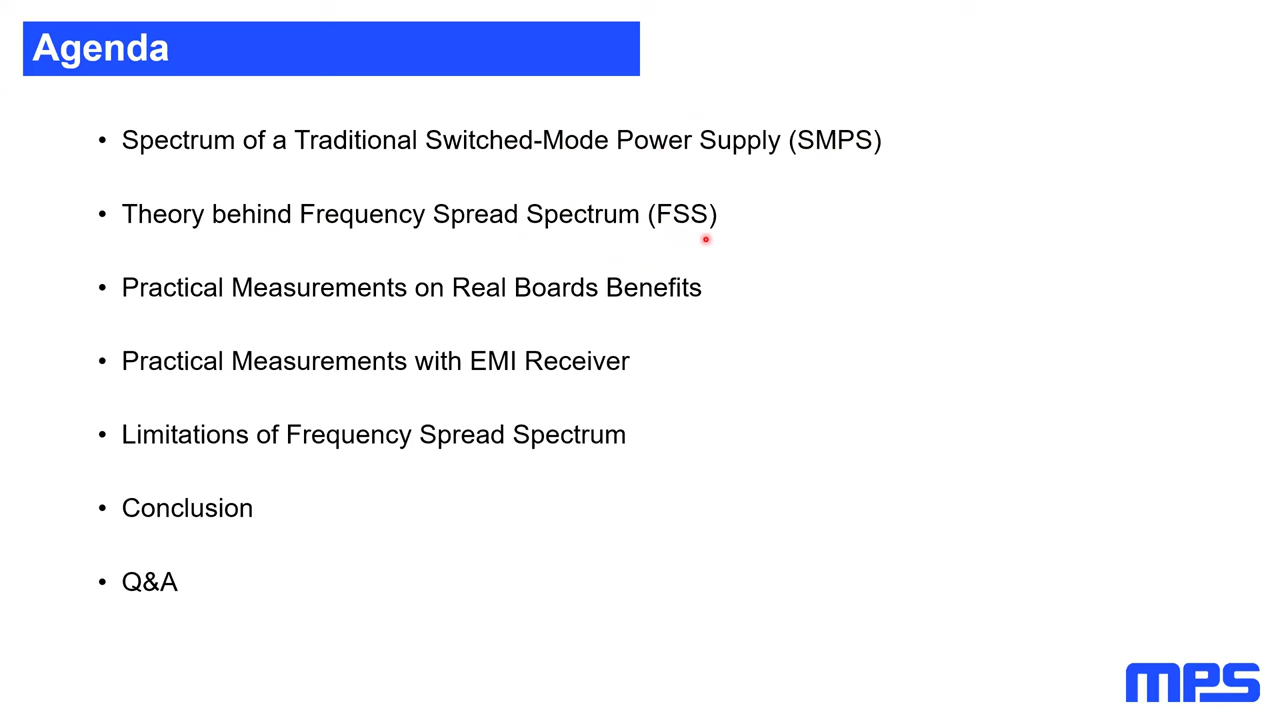 Agenda
• Spectrum of a Traditional Switched-Mode Power Supply (SMPS)
• Theory behind Frequency Spread Spectrum (FSS)
• Practical Measurements on Real Boards Benefits
• Practical Measurements with EMI Receiver
• Limitations of Frequency Spread Spectrum
• Conclusion
• Q&A
mPS